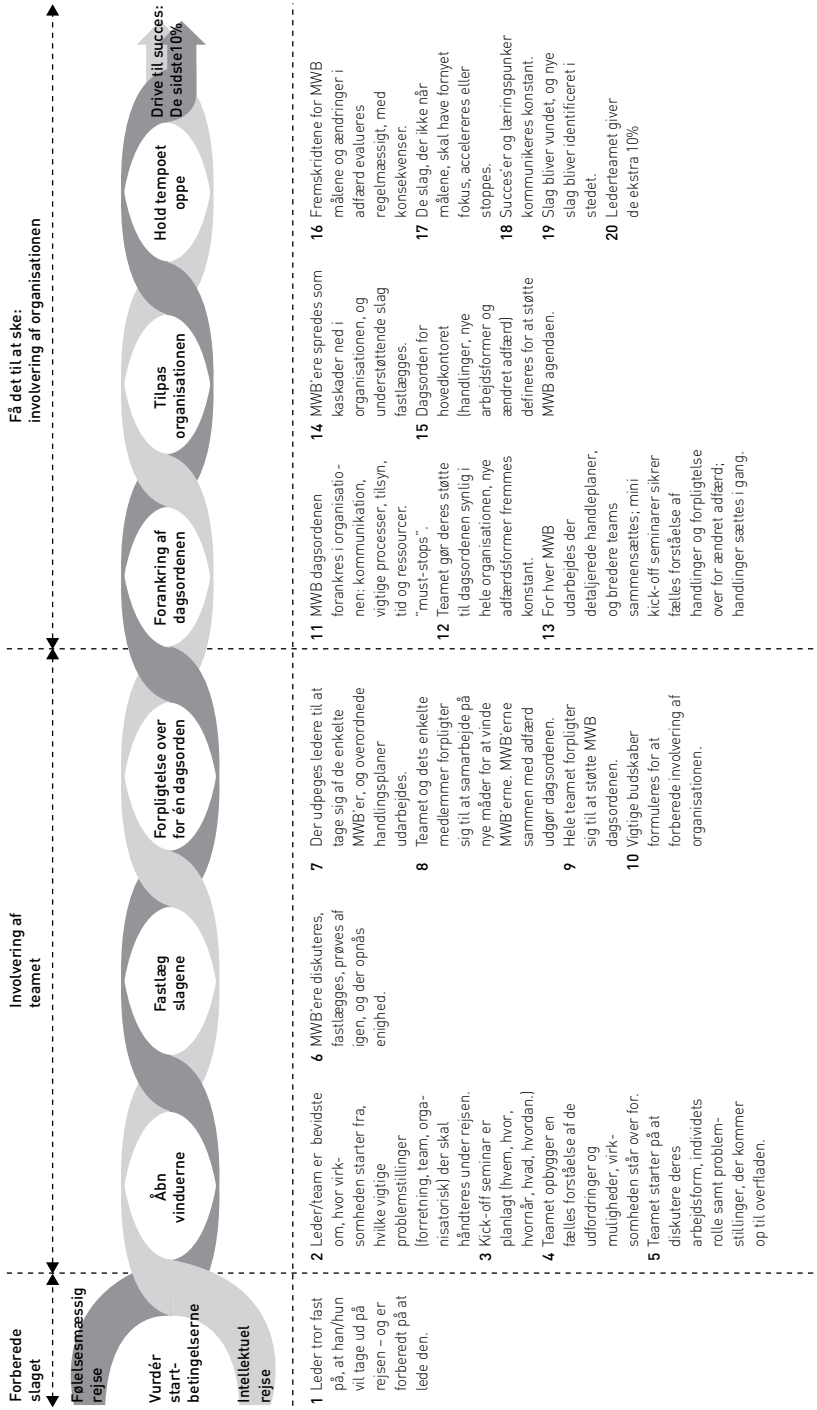 Forberede
slaget
Involvering af
teamet
Få det til at ske:
involvering af organisationen
Følelsesmæssig
rejse
Vurdér
start-
betingelserne
Intellektuel
rejse
Åbn
vinduerne
Fastlæg
slagene
Forpligtelse over
for én dagsorden
Forankring af
dagsordenen
Tilpas
organisationen
Hold tempoet
oppe
Drive til succes:
De sidste10%
1 Leder tror fast
på, at han/hun
vil tage ud på
rejsen – og er
forberedt på at
lede den.
2 Leder/team er bevidste
om, hvor virk-
somheden starter fra,
hvilke vigtige
problemstillinger
(forretning, team, orga-
nisatorisk) der skal
håndteres under rejsen.
3 Kick-off seminar er
planlagt (hvem, hvor,
hvornår, hvad, hvordan.)
4 Teamet opbygger en
fælles forståelse af de
udfordringer og
muligheder, virk-
somheden står over for.
5 Teamet starter på at
diskutere deres
arbejdsform, individets
rolle samt problem-
stillinger, der kommer
op til overfladen.
6 MWB'ere diskuteres,
fastlægges, prøves af
igen, og der opnås
enighed.
7 Der udpeges ledere til at
tage sig af de enkelte
MWB'er, og overordnede
handlingsplaner
udarbejdes.
8 Teamet og dets enkelte
medlemmer forpligter
sig til at samarbejde på
nye måder for at vinde
MWB'erne. MWB'erne
sammen med adfærd
udgør dagsordenen.
9 Hele teamet forpligter
sig til at støtte MWB
dagsordenen.
10 Vigtige budskaber
formuleres for at
forberede involvering af
organisationen.
11 MWB dagsordenen
forankres i organisatio-
nen: kommunikation,
vigtige processer, tilsyn,
tid og ressourcer.
"must-stops".
12 Teamet gør deres støtte
til dagsordenen synlig i
hele organisationen, nye
adfærdsformer fremmes
konstant.
13 For hver MWB
udarbejdes der
detaljerede handleplaner,
og bredere teams
sammensættes; mini
kick-off seminarer sikrer
fælles forståelse af
handlinger og forpligtelse
over for ændret adfærd;
handlinger sættes i gang.
14 MWB'ere spredes som
kaskader ned i
organisationen, og
understøttende slag
fastlægges.
15 Dagsorden for
hovedkontoret
(handlinger, nye
arbejdsformer og
ændret adfærd)
defineres for at støtte
MWB agendaen.
16 Fremskridtene for MWB
målene og ændringer i
adfærd evalueres
regelmæssigt, med
konsekvenser.
17 De slag, der ikke når
målene, skal have fornyet
fokus, accelereres eller
stoppes.
18 Succes'er og læringspunker
kommunikeres konstant.
19 Slag bliver vundet, og nye
slag bliver identificeret i
stedet.
20 Lederteamet giver
de ekstra 10%